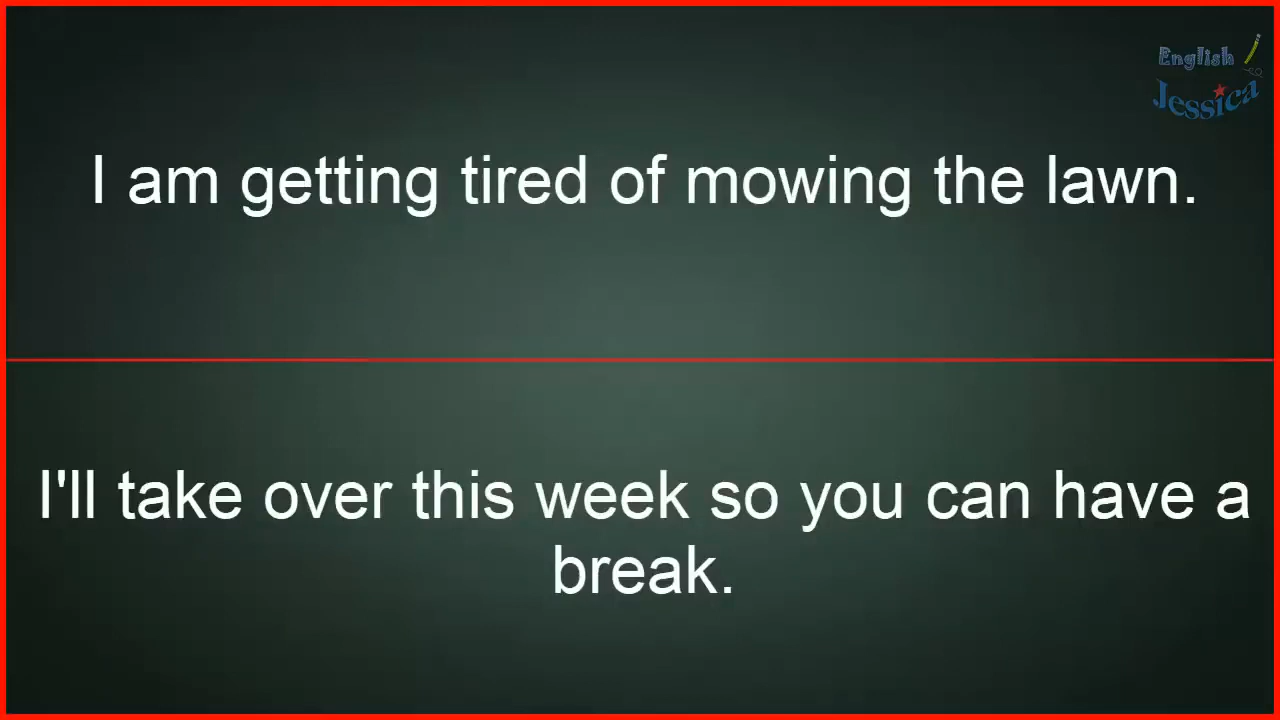 English
Jessica
I am getting tired of mowing the lawn.
I'll take over this week so you can have a
break.